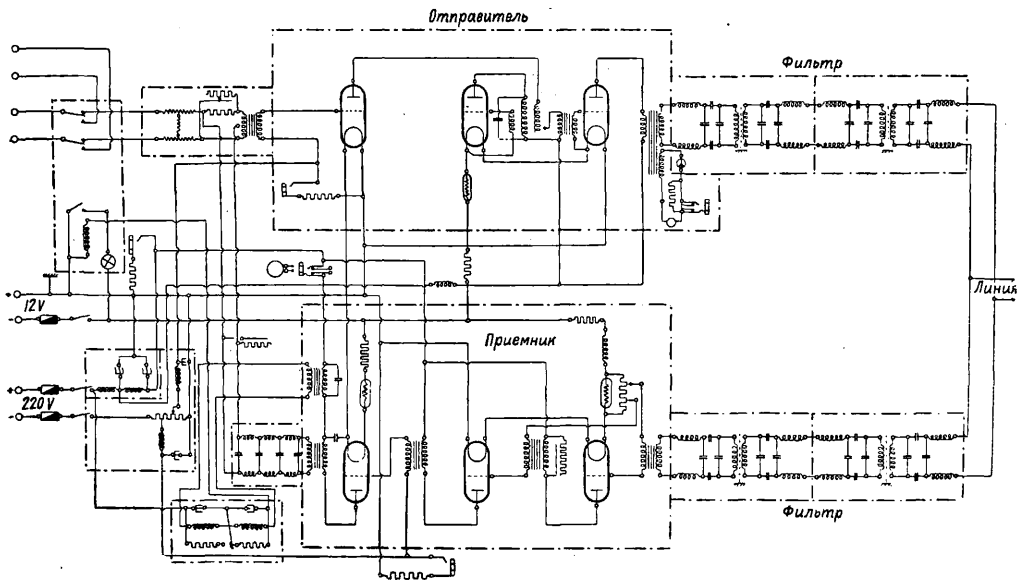 Отправитель
Фильтр
+
Линия
- 12V
Приемник
+
220V
-
Фильтр